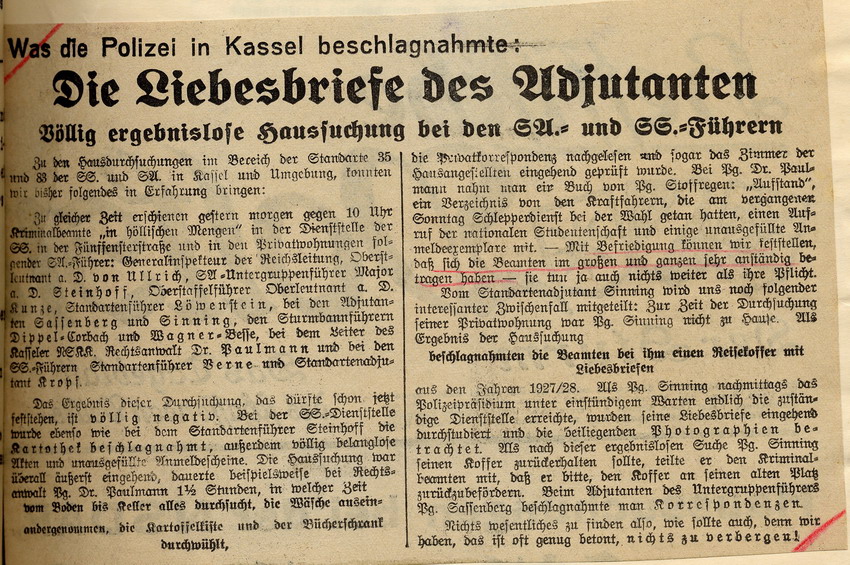 Was die Polizei in Kassel beschlagnahmte:
Die Liebesbriefe des Adjutanten
Völlig ergebnislose Haussuchung bei den SA.- und SS.-Führern
Zu den Hausdurchsuchungen im Bereich der Standarte 35
und 83 der SS. und SA. in Kassel und Umgebung, konnten
wir bisher folgendes in Erfahrung bringen:
Zu gleicher Zeit erschienen gestern morgen gegen 10 Uhr
Kriminalbeamte „in höllischen Mengen" in der Dienststelle der
SS. in der Fünffensterstraße und in den Privatwohnungen fol-
gender SA.-Führer: Generalinspekteur der Reichsleitung, Oberst-
leutnant a. D. von Ullrich, SA.-Untergruppenführer Major
a. D. Steinhoff, Oberstaffelführer Oberleutnant a. D.
Kunze, Standartenführer Löwenstein, bei den Adjutan-
ten Sassenberg und Sinning, den Sturmbannführern
Dippel-Corbach und Wagner-Besse, bei dem Leiter des
Kasseler NSKK. Rechtsanwalt Dr. Paulmann und bei den
SS.-Führern Standartenführer Verne und Standartenadju-
tant Krops.
Das Ergebnis dieser Durchsuchung, das dürfte schon jetzt
feststehen, ist völlig negativ. Bei der SS.-Dienststelle
wurde ebenso wie bei dem Standartenführer Steinhoff die
Kartothek beschlagnahmt, außerdem völlig belanglose
Akten und unausgefüllte Anmeldescheine. Die Haussuchung war
überall äußerst eingehend, dauerte beispielsweise bei Rechts-
anwalt Pg. Dr. Paulmann 1½ Stunden, in welcher Zeit
vom Boden bis Keller alles durchsucht, die Wäsche ausein-
andergenommen, die Kartoffelkiste und der Bücherschrank
durchwühlt,
die Privatkorrespondenz nachgelesen und sogar das Zimmer der
Hausangestellten eingehend geprüft wurde. Bei Pg. Dr. Paul-
mann nahm man ein Buch von Pg. Stoffregen: „Aufstand",
ein Verzeichnis von den Kraftfahrern, die am vergangenen
Sonntag Schlepperdienst bei der Wahl getan hatten, einen Auf-
ruf der nationalen Studentenschaft und einige unausgefüllte An-
meldeexemplare mit. — Mit Befriedigung können wir feststellen,
daß sich die Beamten im großen und ganzen sehr anständig be-
tragen haben — sie tun ja auch nichts weiter als ihre Pflicht.
Vom Standartenadjutant Sinning wird uns noch folgender
interessanter Zwischenfall mitgeteilt: Zur Zeit der Durchsuchung
seiner Privatwohnung war Pg. Sinning nicht zu Hause. Als
Ergebnis der Haussuchung
beschlagnahmten die Beamten bei ihm einen Reisekoffer mit
Liebesbriefen
aus den Jahren 1927/28. Als Pg. Sinning nachmittags das
Polizeipräsidium unter einstündigem Warten endlich die zustän-
dige Dienststelle erreichte, wurden seine Liebesbriefe eingehend
durchstudiert und die beiliegenden Photographien be-
trachtet. Als nach dieser ergebnislosen Suche Pg. Sinning
seinen Koffer zurückerhalten sollte, teilte er den Kriminal-
beamten mit, daß er bitte, den Koffer an seinen alten Platz
zurückzubefördern. Beim Adjutanten des Untergruppenführers
Pg. Sassenberg beschlagnahmte man Korrespondenzen.
Nichts wesentliches zu finden also, wie sollte auch, denn wir
haben, das ist oft genug betont, nichts zu verbergen!